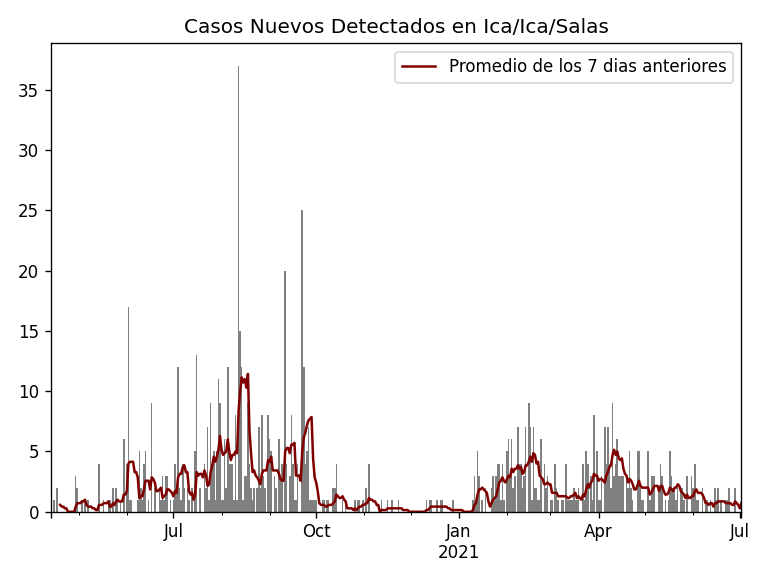 Casos Nuevos Detectados en Ica/Ica/Salas
Promedio de los 7 dias anteriores
35
30
25
20
15
10
5
0
Jul
Oct
Jan
2021
Apr
Jul